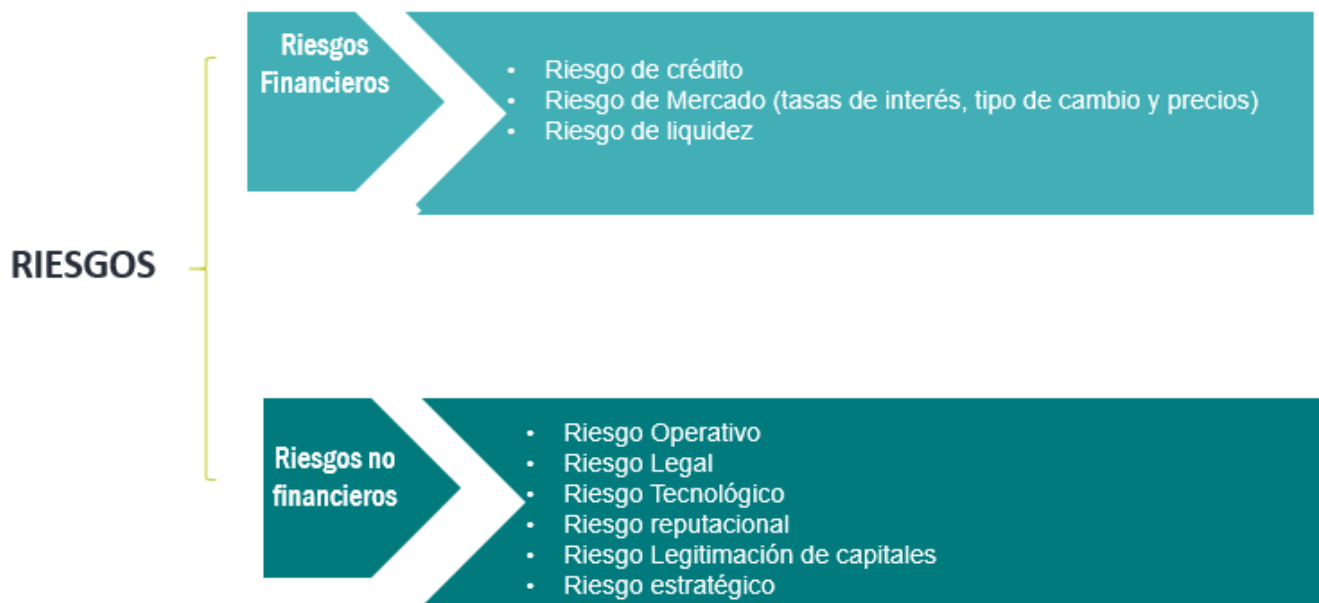 RIESGOS
Riesgos
Financieros
• Riesgo de crédito
• Riesgo de Mercado (tasas de interés, tipo de cambio y precios)
• Riesgo de liquidez
Riesgos no
financieros
• Riesgo Operativo
• Riesgo Legal
• Riesgo Tecnológico
• Riesgo reputacional
• Riesgo Legitimación de capitales
• Riesgo estratégico